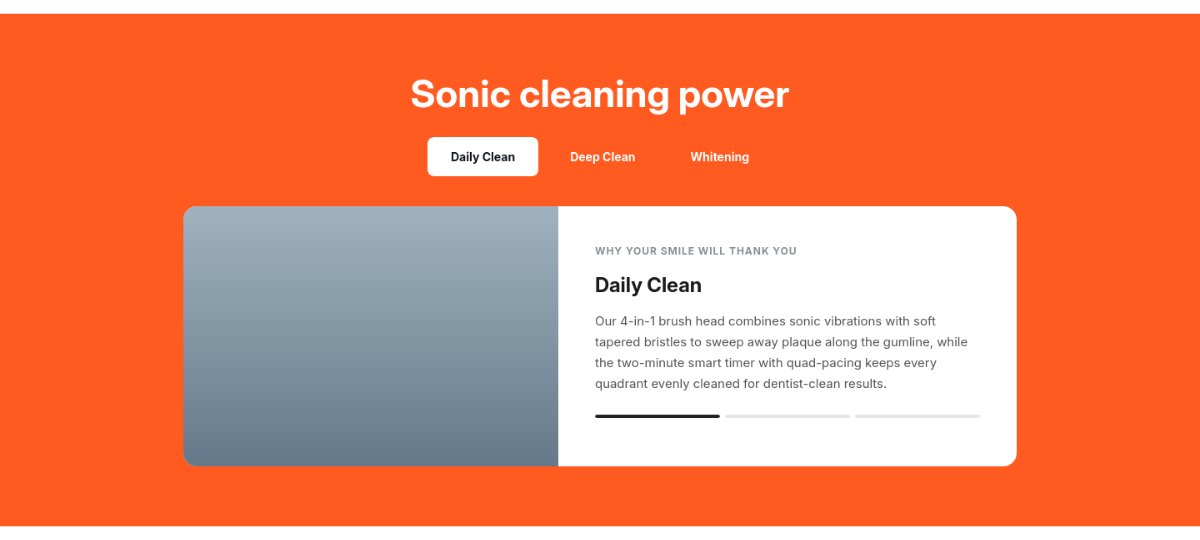 Sonic cleaning power
Daily Clean
Deep Clean
Whitening
WHY YOUR SMILE WILL THANK YOU
Daily Clean
Our 4-in-1 brush head combines sonic vibrations with soft
tapered bristles to sweep away plaque along the gumline, while
the two-minute smart timer with quad-pacing keeps every
quadrant evenly cleaned for dentist-clean results.